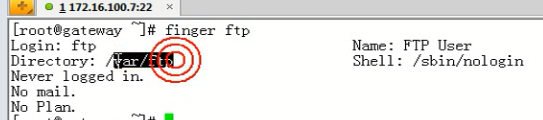 1 172.16.100.7:22 ×
[root@gateway ~]# finger ftp
Login: ftp Name: FTP User
Directory: /var/ftp Shell: /sbin/nologin
Never logged in.
No mail.
No Plan.
[root@gateway ~]#